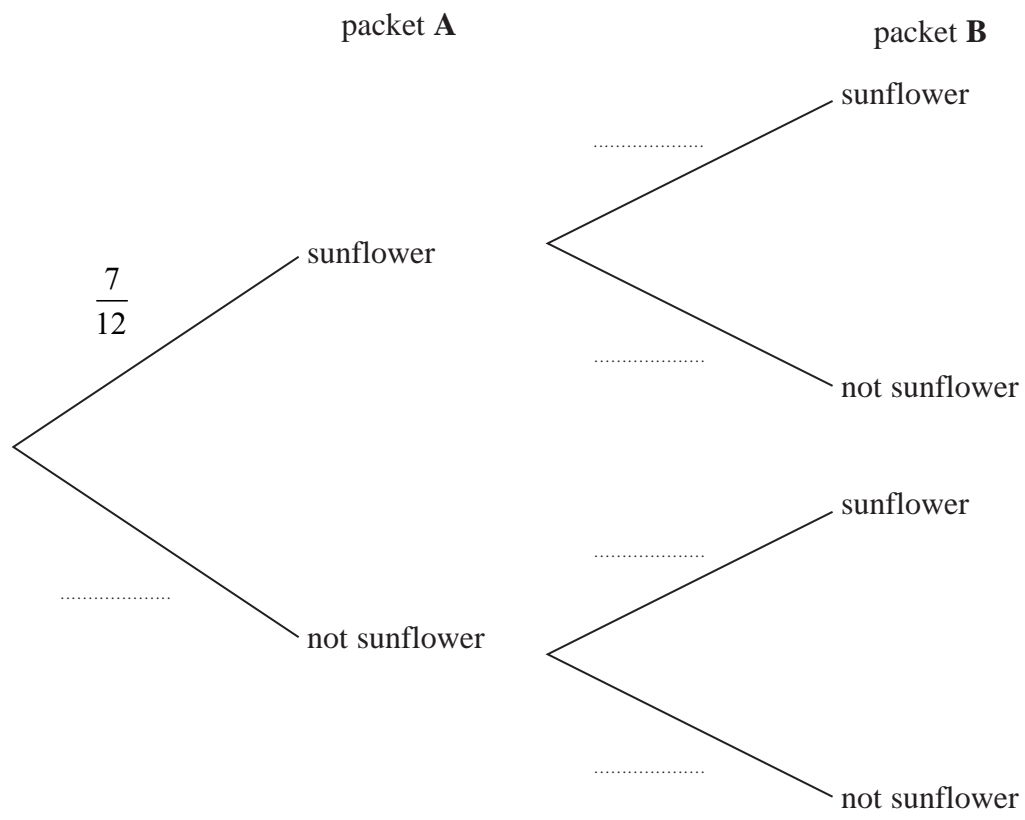 packet A
packet B
sunflower
....................
sunflower
7
12
....................
not sunflower
sunflower
....................
....................
not sunflower
....................
not sunflower